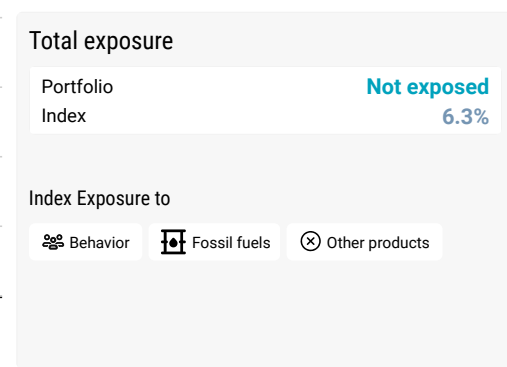 Total exposure
Portfolio Not exposed
Index 6.3%
Index Exposure to
Behavior Fossil fuels Other products